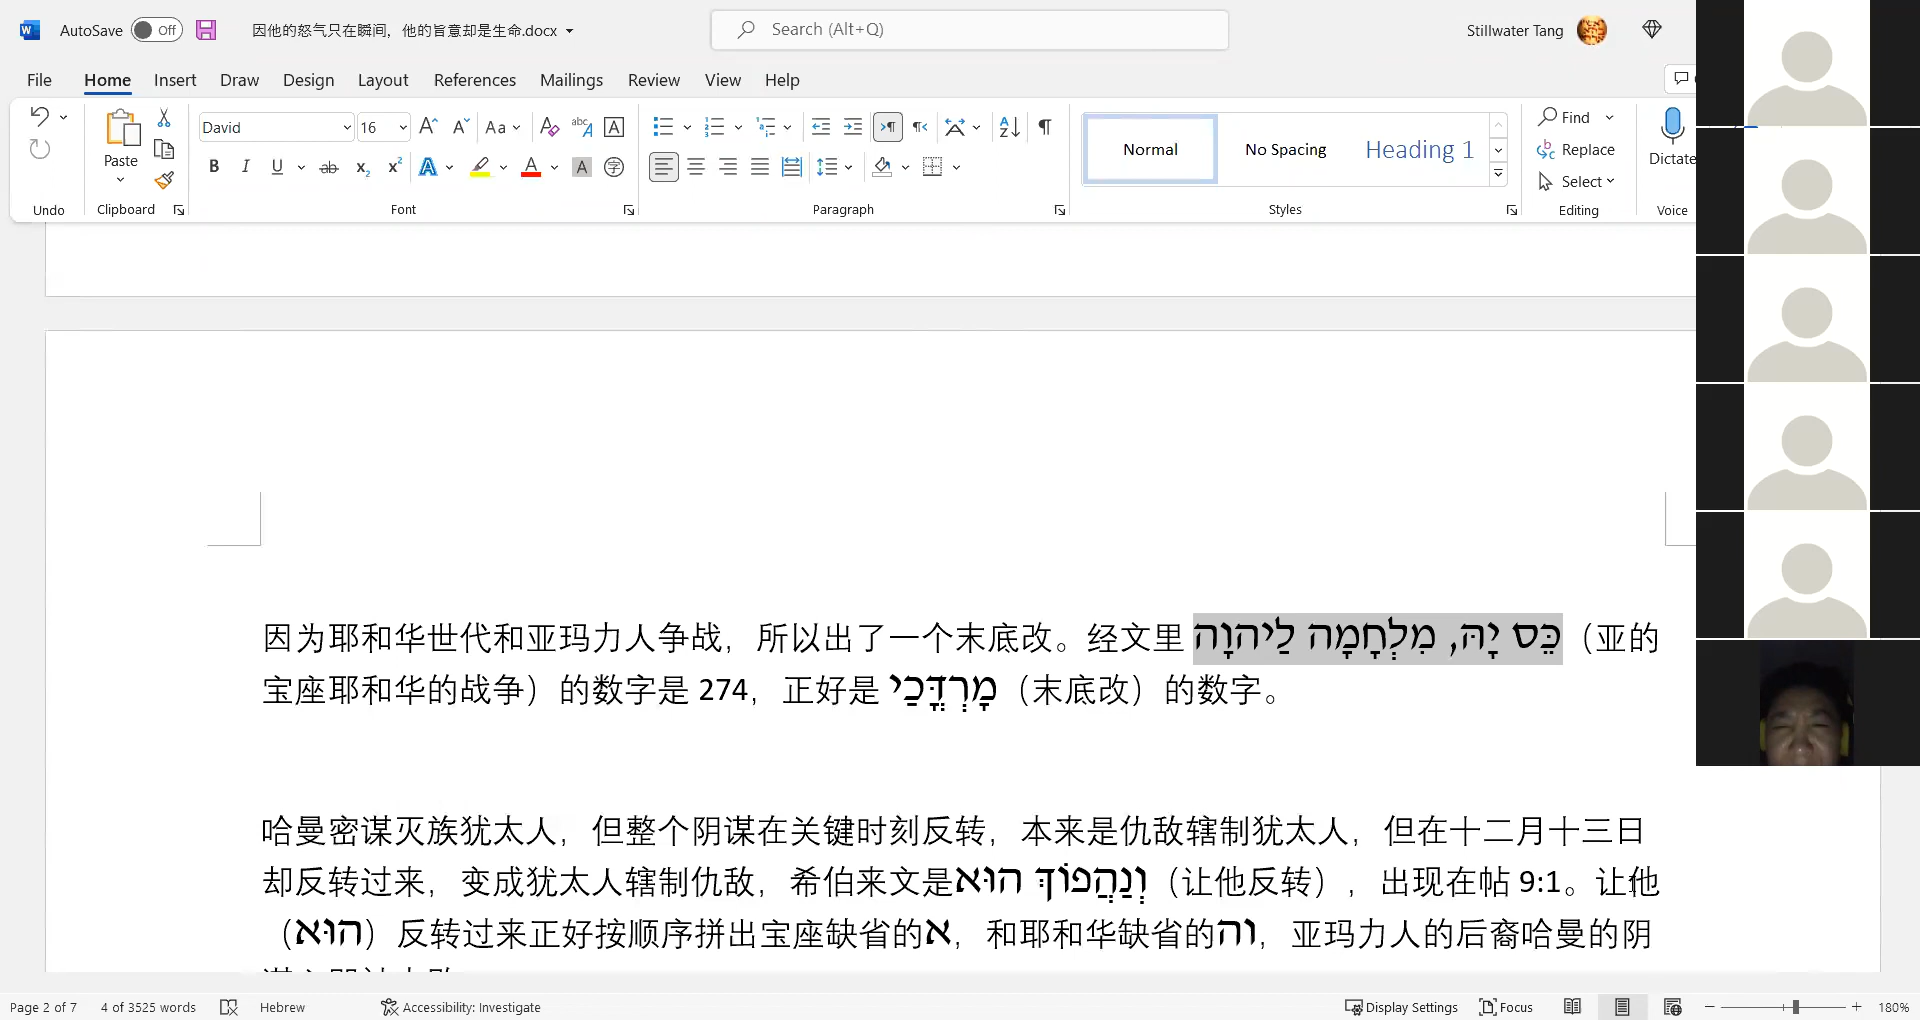 AutoSave Off 因他的怒气只在瞬间，他的旨意却是生命.docx Search (Alt+Q) Stillwater Tang
File Home Insert Draw Design Layout References Mailings Review View Help
David 16 Aa abc A Find
Paste Normal No Spacing Heading 1 Replace Dictate
B I U ab x₂ x² A A A 字 Select
Undo Clipboard Font Paragraph Styles Editing Voice
因为耶和华世代和亚玛力人争战，所以出了一个末底改。经文里 כֵּס יָהּ, מִלְחָמָה לַיהוָה（亚的
宝座耶和华的战争）的数字是 274，正好是 מָרְדֳּכַי（末底改）的数字。
哈曼密谋灭族犹太人，但整个阴谋在关键时刻反转，本来是仇敌辖制犹太人，但在十二月十三日
却反转过来，变成犹太人辖制仇敌，希伯来文是וְנַהֲפוֹךְ הוּא（让他反转），出现在帖 9:1。让他
（הוּא）反转过来正好按顺序拼出宝座缺省的א，和耶和华缺省的וה，亚玛力人的后裔哈曼的阴
Page 2 of 7 4 of 3525 words Hebrew Accessibility: Investigate Display Settings Focus 180%